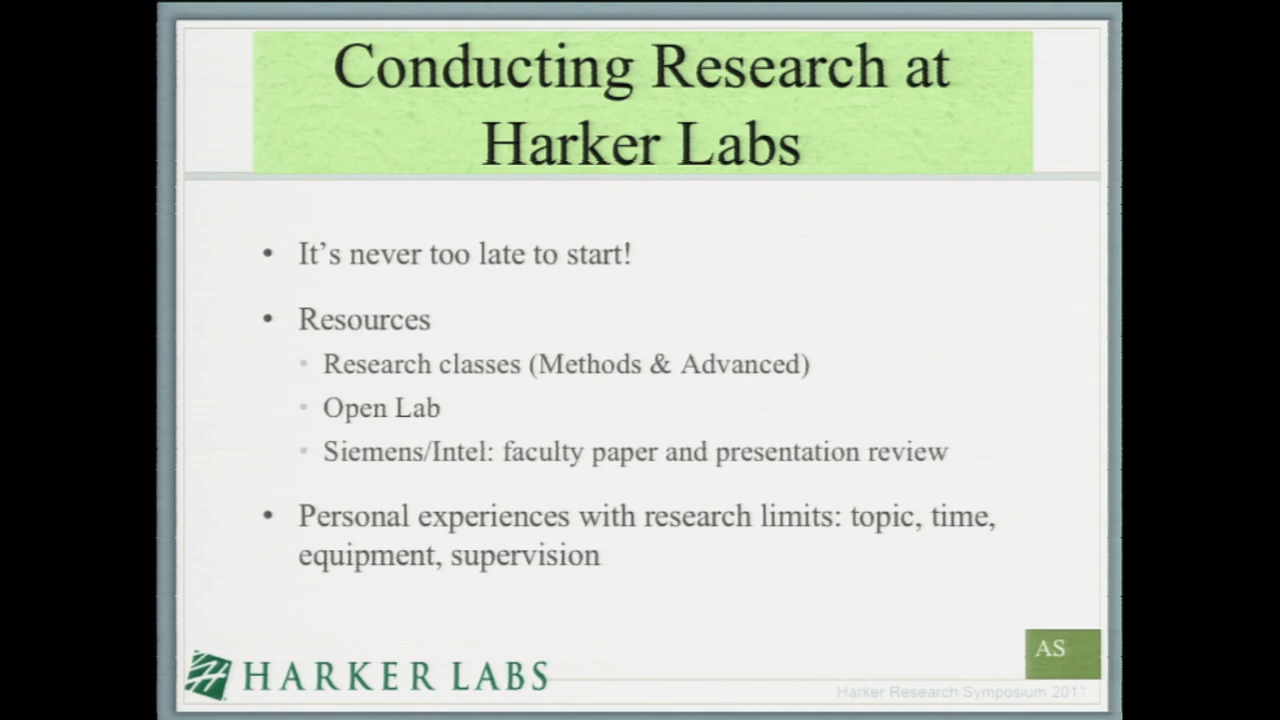 Conducting Research at
Harker Labs
• It's never too late to start!
• Resources
• Research classes (Methods & Advanced)
• Open Lab
• Siemens/Intel: faculty paper and presentation review
• Personal experiences with research limits: topic, time,
equipment, supervision
AS
HARKER LABS
Harker Research Symposium